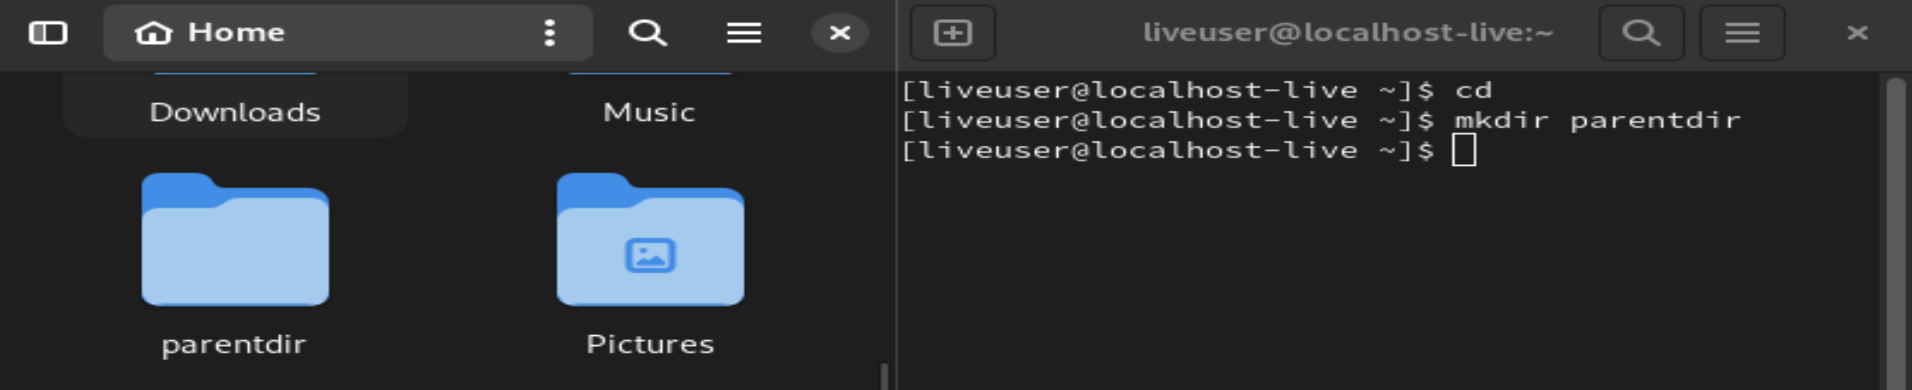 Home
Downloads
Music
parentdir
Pictures
liveuser@localhost-live:~
[liveuser@localhost-live ~]$ cd
[liveuser@localhost-live ~]$ mkdir parentdir
[liveuser@localhost-live ~]$